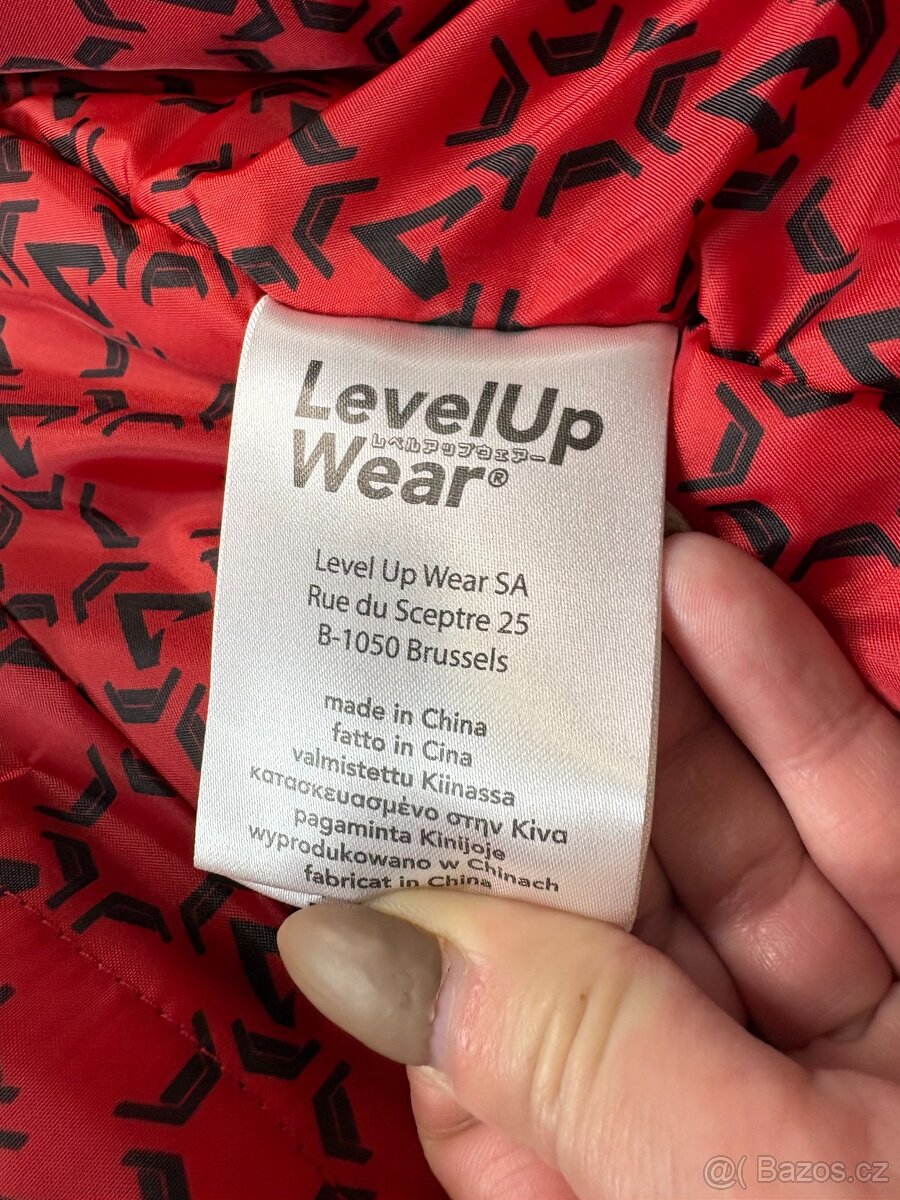 LevelUp
レベルアップウェアー
Wear®
Level Up Wear SA
Rue du Sceptre 25
B-1050 Brussels
made in China
fatto in Cina
valmistettu Kiinassa
κατασκευασμένο στην Κίνα
pagaminta Kinijoje
wyprodukowano w Chinach
fabricat in China
@( Bazos.cz